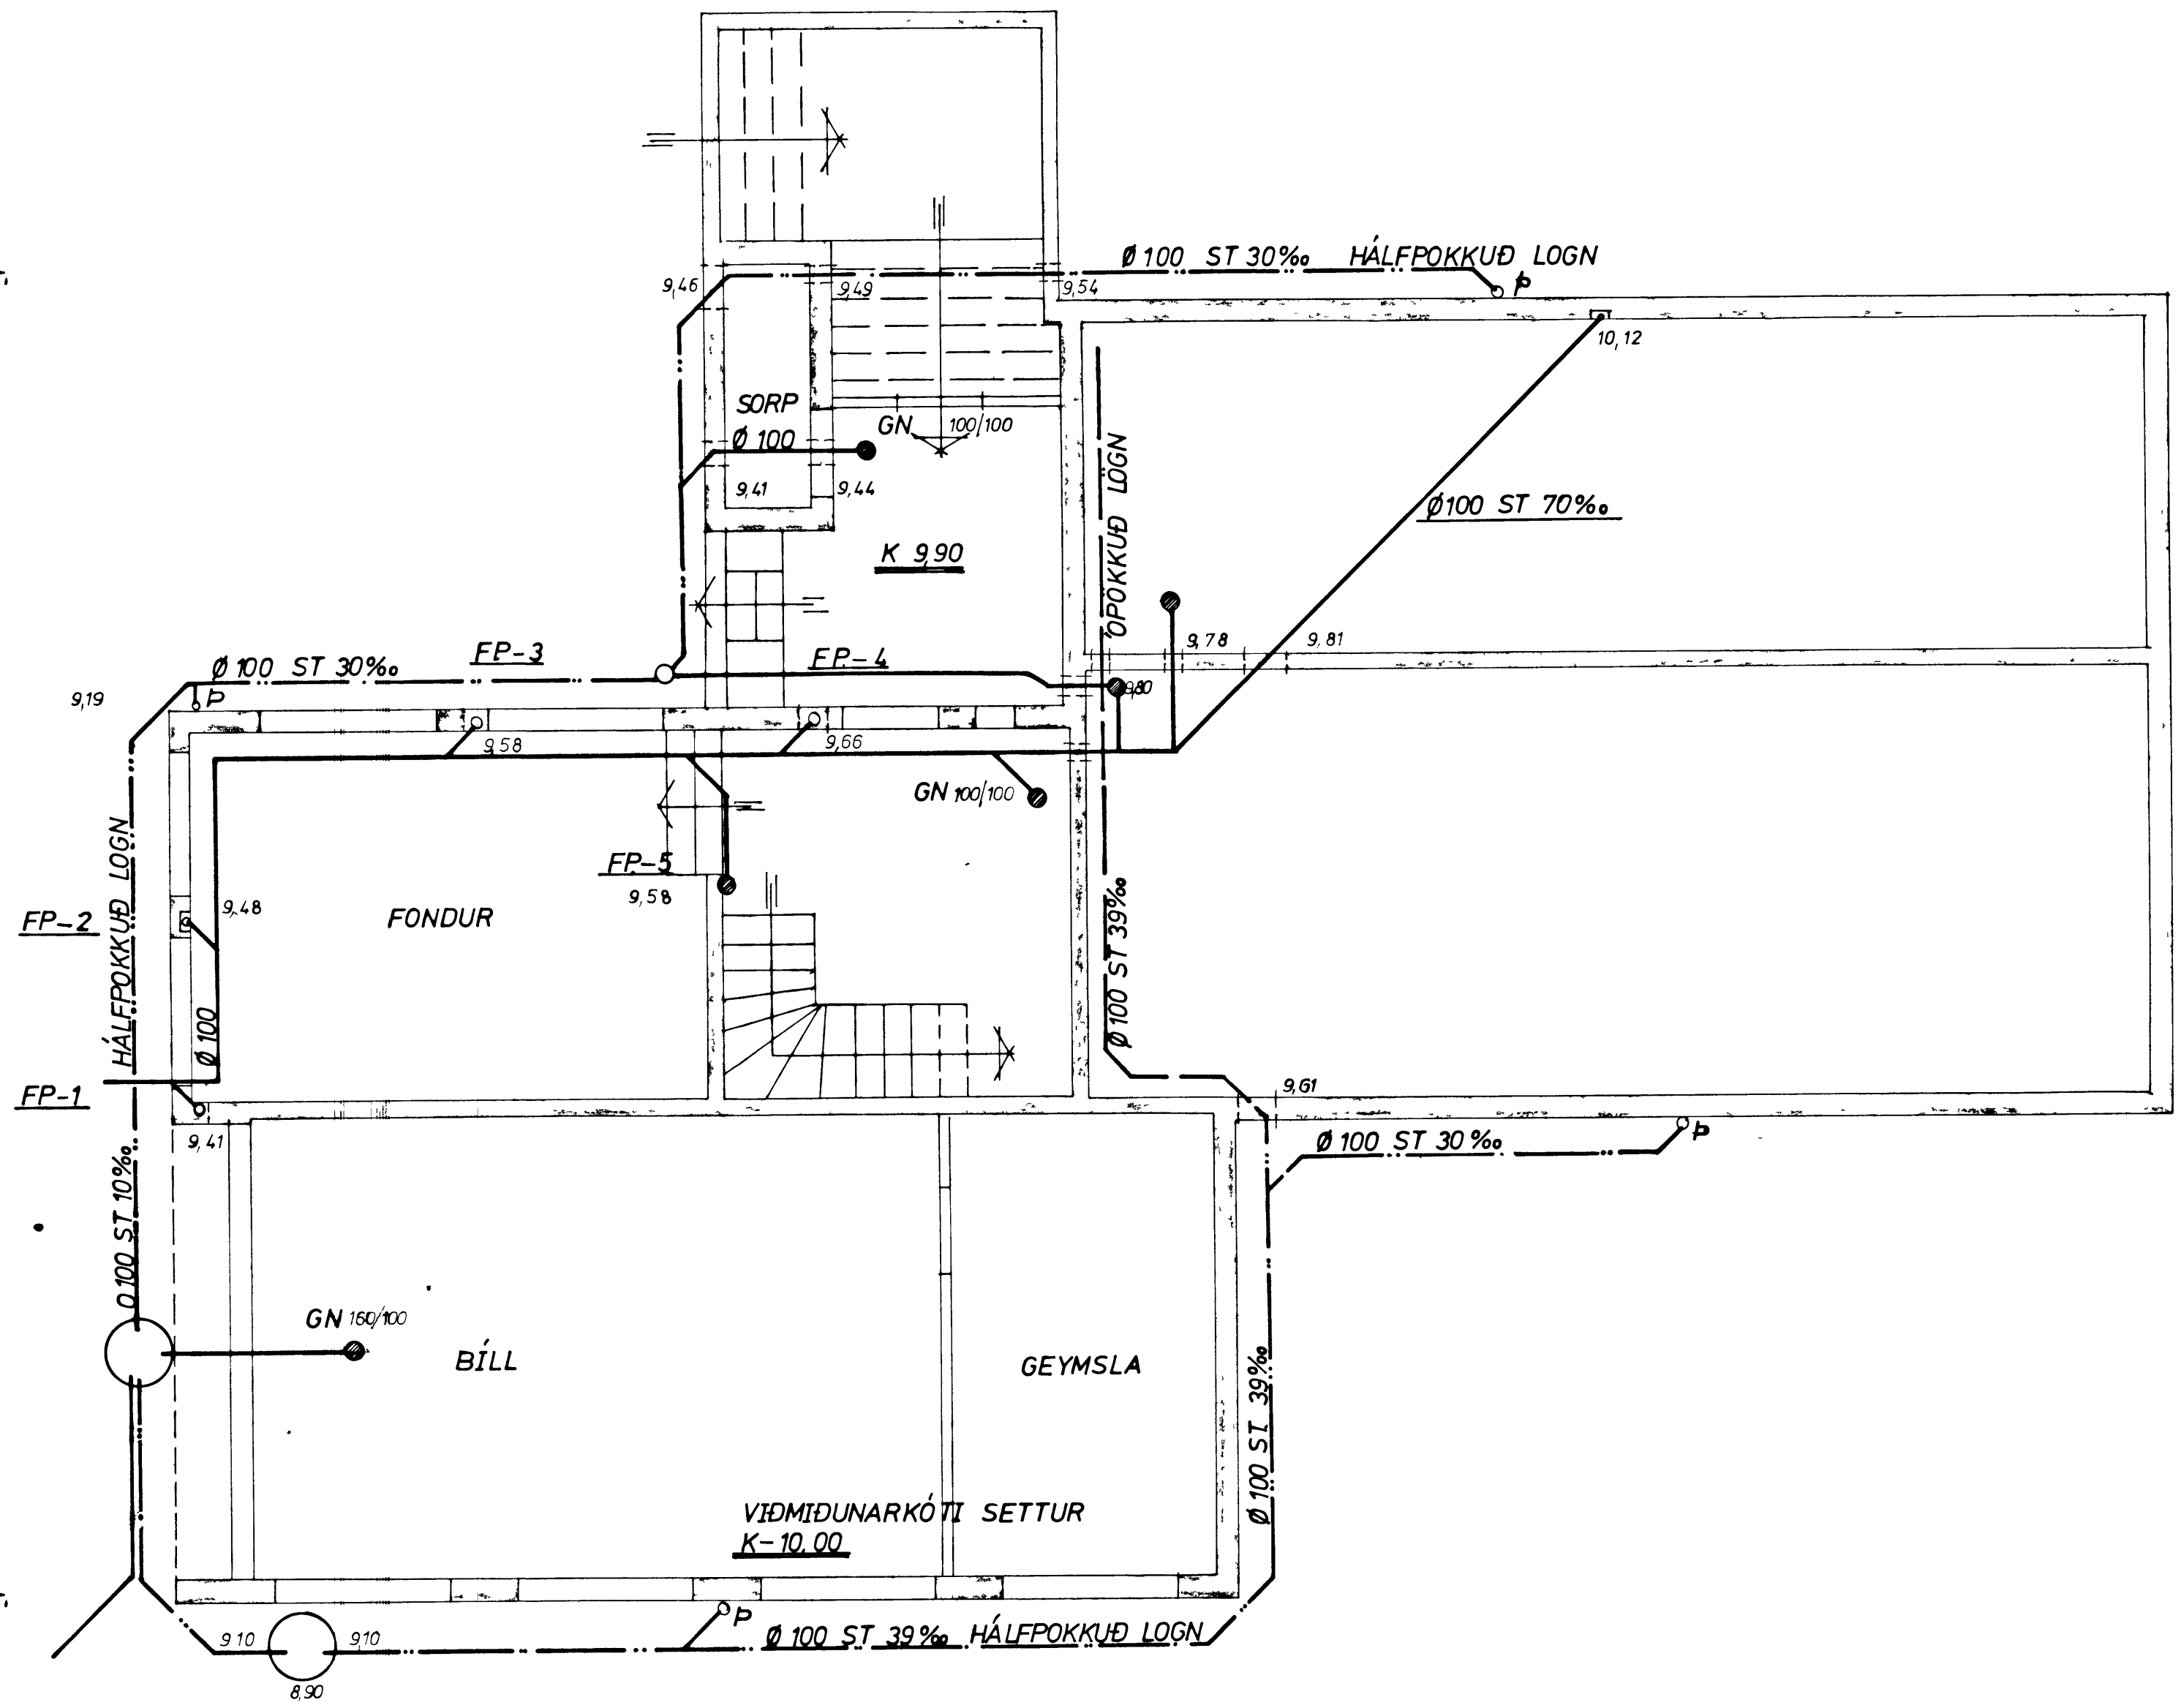 Ø 100 ST 30‰ HÁLFPOKKUÐ LOGN
9,46
9,49
9,54
Þ
10,12
SORP
GN 100/100
Ø 100
9,41
9,44
ÓPÖKKUÐ LÖGN
Ø100 ST 70‰
K 9,90
9,78
9,81
FP-3
FP-4
Ø 100 ST 30‰
9,19
Þ
9,80
9,58
9,66
GN 100/100
FP-5
9,58
HÁLFPOKKUÐ LOGN
FP-2
9,48
FONDUR
Ø 100 ST 39‰
Ø 100
FP-1
9,41
9,61
Ø 100 ST 30‰
Þ
O 100 ST 10‰
GN 160/100
BÍLL
GEYMSLA
Ø 100 ST 39‰
VIÐMIÐUNARKÓTI SETTUR
K-10,00
Þ
Ø 100 ST 39‰ HÁLFPOKKUÐ LOGN
9 10
9,10
8,90